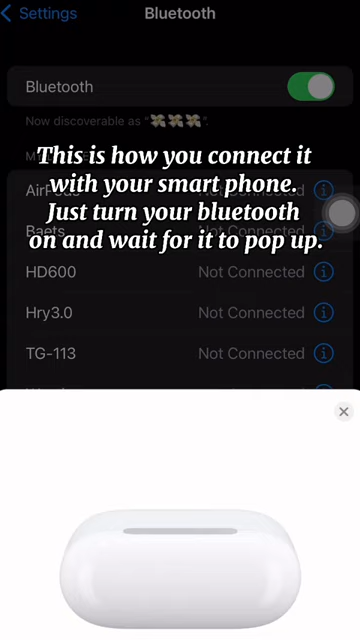 Settings
Bluetooth
Bluetooth
Now discoverable as “💸💸💸”.
This is how you connect it
with your smart phone.
Just turn your bluetooth
on and wait for it to pop up.
AirPods
Baets
HD600 Not Connected
Hry3.0 Not Connected
TG-113 Not Connected